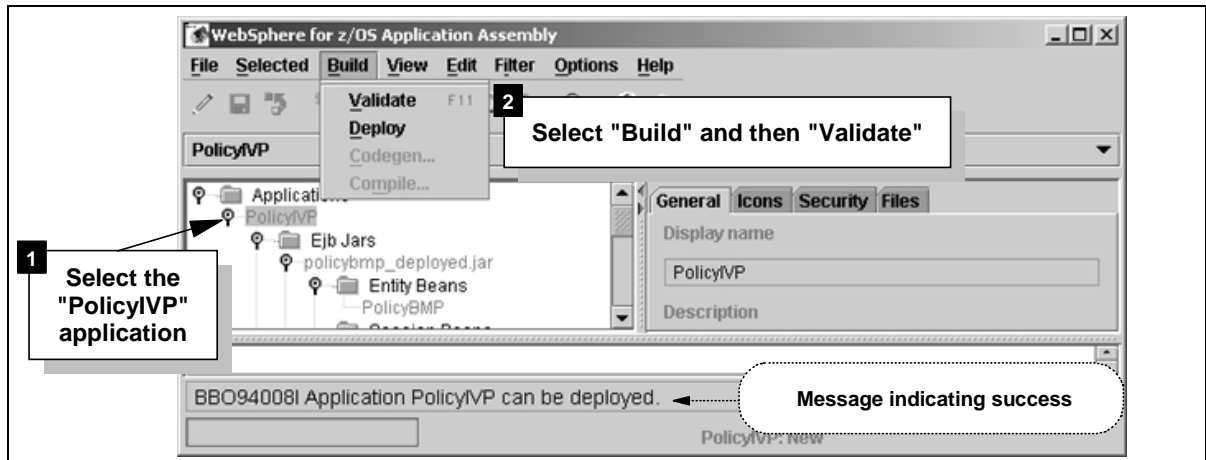 WebSphere for z/OS Application Assembly
File Selected Build View Edit Filter Options Help
Validate F11
Deploy
Codegen...
Compile...
2
Select "Build" and then "Validate"
PolicyIVP
Applications
PolicyIVP
Ejb Jars
policybmp_deployed.jar
Entity Beans
PolicyBMP
Session Beans
1
Select the
"PolicyIVP"
application
General Icons Security Files
Display name
PolicyIVP
Description
BBO94008I Application PolicyIVP can be deployed.
Message indicating success
PolicyIVP: New